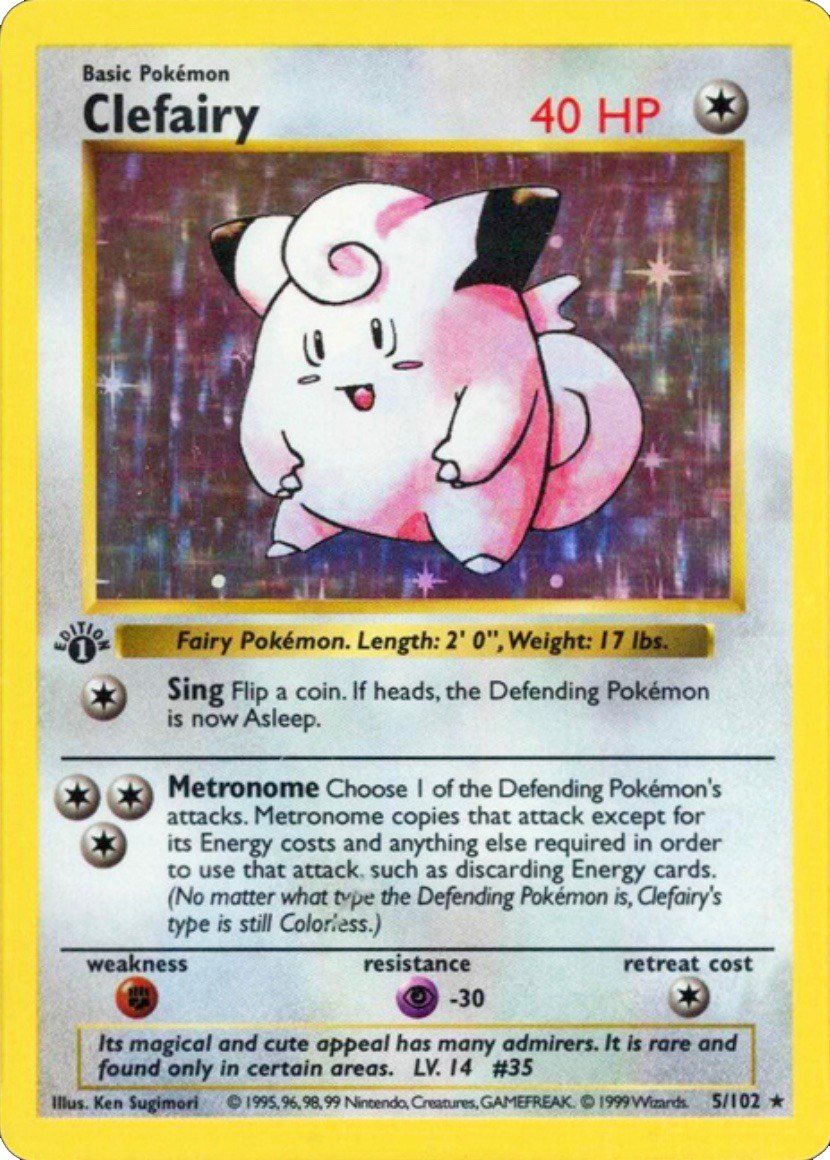 Basic Pokémon
Clefairy 40 HP
Fairy Pokémon. Length: 2' 0", Weight: 17 lbs.
EDITION
1
Sing Flip a coin. If heads, the Defending Pokémon
is now Asleep.
Metronome Choose 1 of the Defending Pokémon's
attacks. Metronome copies that attack except for
its Energy costs and anything else required in order
to use that attack, such as discarding Energy cards.
(No matter what type the Defending Pokémon is, Clefairy's
type is still Colorless.)
weakness resistance retreat cost
-30
Its magical and cute appeal has many admirers. It is rare and
found only in certain areas. LV. 14 #35
Illus. Ken Sugimori © 1995, 96, 98, 99 Nintendo, Creatures, GAMEFREAK. © 1999 Wizards. 5/102 ★